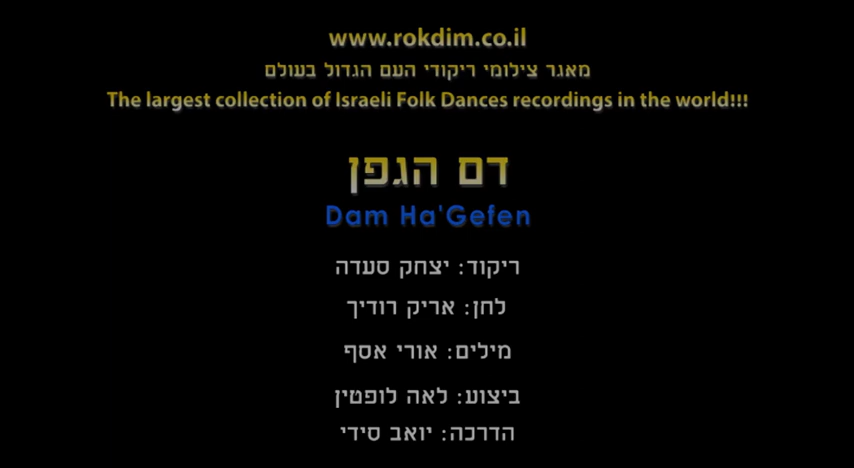 www.rokdim.co.il
מאגר צילומי ריקודי העם הגדול בעולם
The largest collection of Israeli Folk Dances recordings in the world!!!
דם הגפן
Dam Ha'Gefen
ריקוד: יצחק סעדה
לחן: אריק רודיך
מילים: אורי אסף
ביצוע: לאה לופטין
הדרכה: יואב סידי